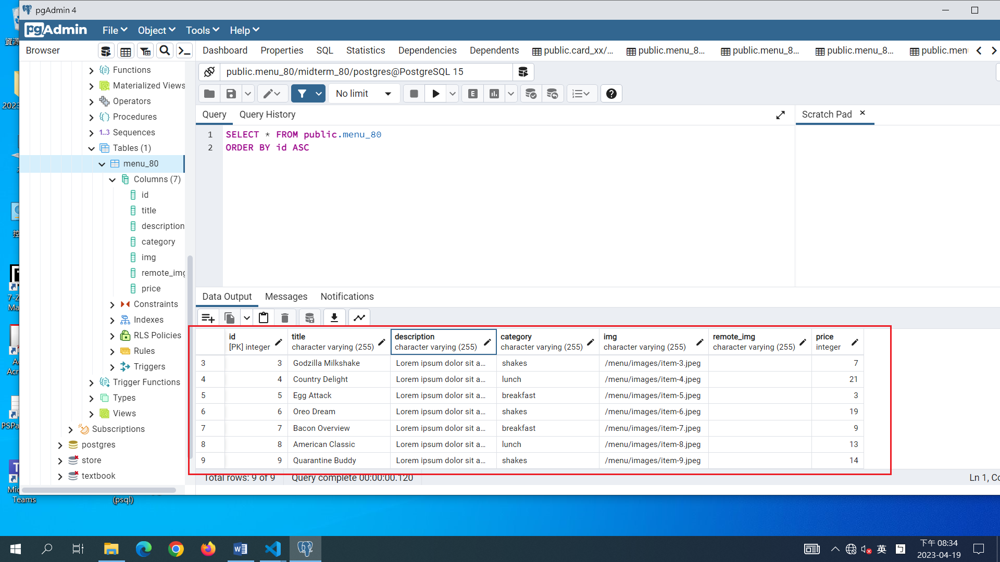 pgAdmin 4
pgAdmin File Object Tools Help
Browser
Dashboard Properties SQL Statistics Dependencies Dependents public.card_xx/... public.menu_8... public.menu_8... public.menu_8... public.men
public.menu_80/midterm_80/postgres@PostgreSQL 15
No limit
Query Query History
Scratch Pad
1 SELECT * FROM public.menu_80
2 ORDER BY id ASC
Functions
Materialized Views
Operators
Procedures
1..3 Sequences
Tables (1)
menu_80
Columns (7)
id
title
description
category
img
remote_img
price
Constraints
Indexes
RLS Policies
Rules
Triggers
Trigger Functions
Types
Views
Subscriptions
postgres
store
textbook
Data Output Messages Notifications
id title description category img remote_img price
[PK] integer character varying (255) character varying (255) character varying (255) character varying (255) character varying (255) integer
3 3 Godzilla Milkshake Lorem ipsum dolor sit a... shakes /menu/images/item-3.jpeg 7
4 4 Country Delight Lorem ipsum dolor sit a... lunch /menu/images/item-4.jpeg 21
5 5 Egg Attack Lorem ipsum dolor sit a... breakfast /menu/images/item-5.jpeg 3
6 6 Oreo Dream Lorem ipsum dolor sit a... shakes /menu/images/item-6.jpeg 19
7 7 Bacon Overview Lorem ipsum dolor sit a... breakfast /menu/images/item-7.jpeg 9
8 8 American Classic Lorem ipsum dolor sit a... lunch /menu/images/item-8.jpeg 13
9 9 Quarantine Buddy Lorem ipsum dolor sit a... shakes /menu/images/item-9.jpeg 14
Total rows: 9 of 9 Query complete 00:00:00.120
Ln 1, Co
資源
2023
控
7-Z
Ma
Acr
PSPa
Mic
Teams
(psql)
英
下午 08:34
2023-04-19